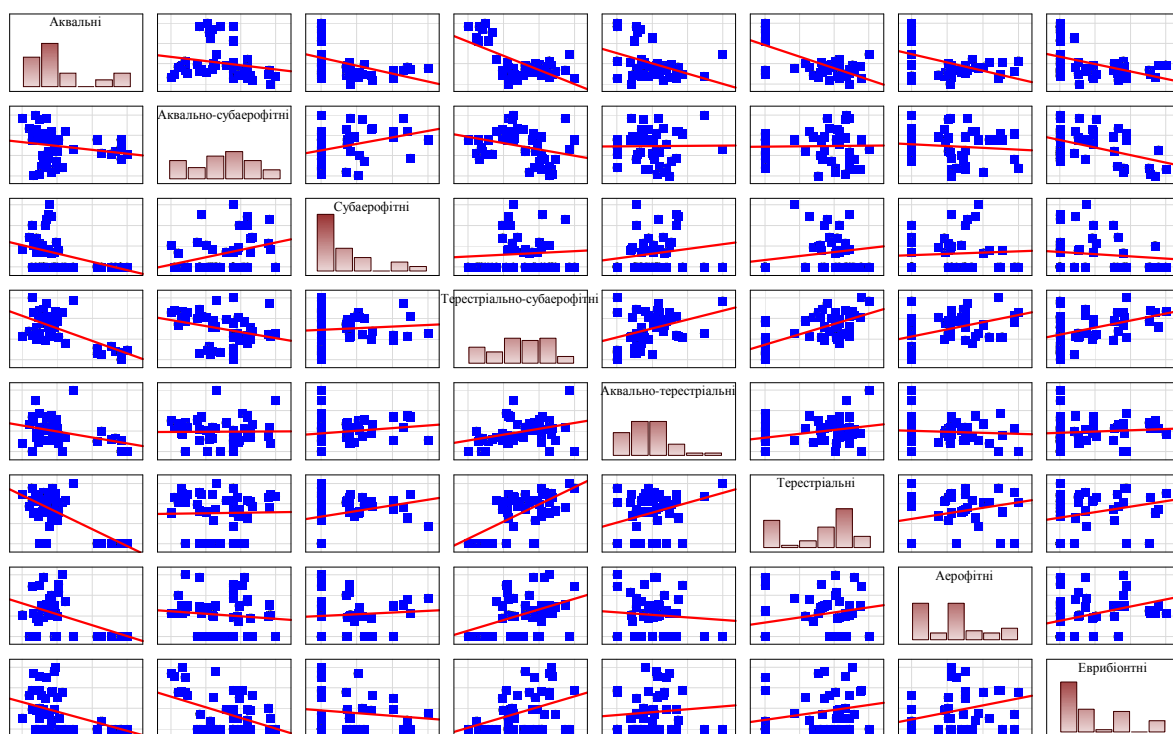 Аквальні
Аквально-субаерофітні
Субаерофітні
Терестріально-субаерофітні
Аквально-терестріальні
Терестріальні
Аерофітні
Еврибіонтні